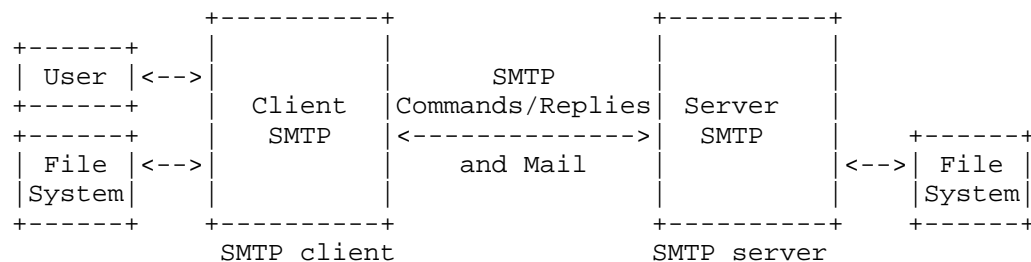 +----------+                +----------+
      +------+    |          |                |          |
      | User |<-->|          |      SMTP      |          |
      +------+    |  Client  |Commands/Replies| Server   |
      +------+    |   SMTP   |<-------------->|  SMTP    |    +------+
      | File |<-->|          |    and Mail    |          |<-->| File |
      |System|    |          |                |          |    |System|
      +------+    +----------+                +----------+    +------+
                   SMTP client                SMTP server